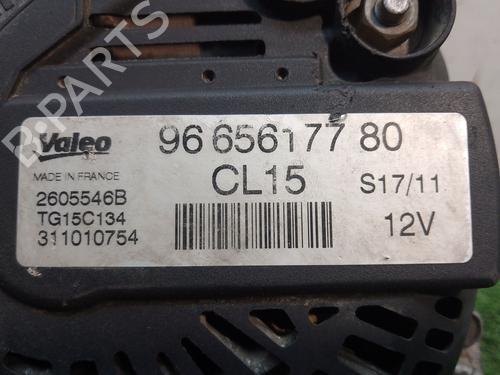 B-PARTS
Valeo
96 656177 80
MADE IN FRANCE
CL15
S17/11
2605546B
TG15C134
12V
311010754